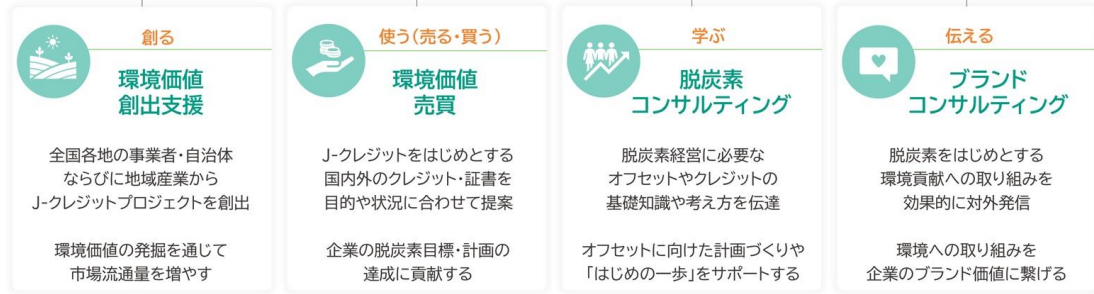 創る
環境価値
創出支援
全国各地の事業者・自治体
ならびに地域産業から
J-クレジットプロジェクトを創出
環境価値の発掘を通じて
市場流通量を増やす
使う(売る・買う)
環境価値
売買
J-クレジットをはじめとする
国内外のクレジット・証書を
目的や状況に合わせて提案
企業の脱炭素目標・計画の
達成に貢献する
学ぶ
脱炭素
コンサルティング
脱炭素経営に必要な
オフセットやクレジットの
基礎知識や考え方を伝達
オフセットに向けた計画づくりや
「はじめの一歩」をサポートする
伝える
ブランド
コンサルティング
脱炭素をはじめとする
環境貢献への取り組みを
効果的に対外発信
環境への取り組みを
企業のブランド価値に繋げる